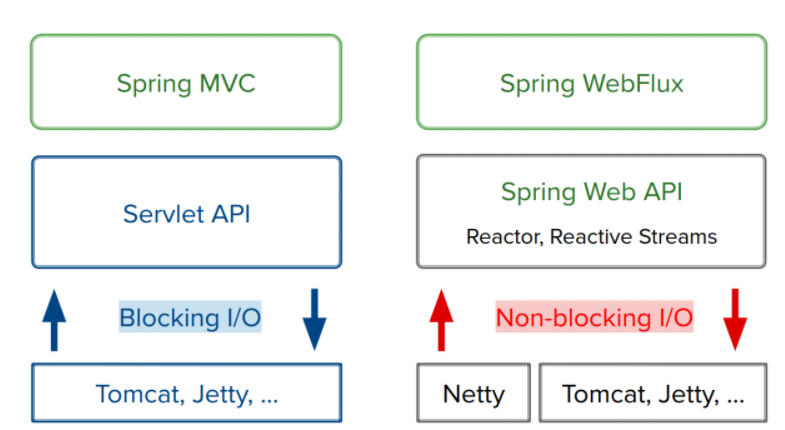 Spring MVC
Servlet API
Blocking I/O
Tomcat, Jetty, ...
Spring WebFlux
Spring Web API
Reactor, Reactive Streams
Non-blocking I/O
Netty
Tomcat, Jetty, ...